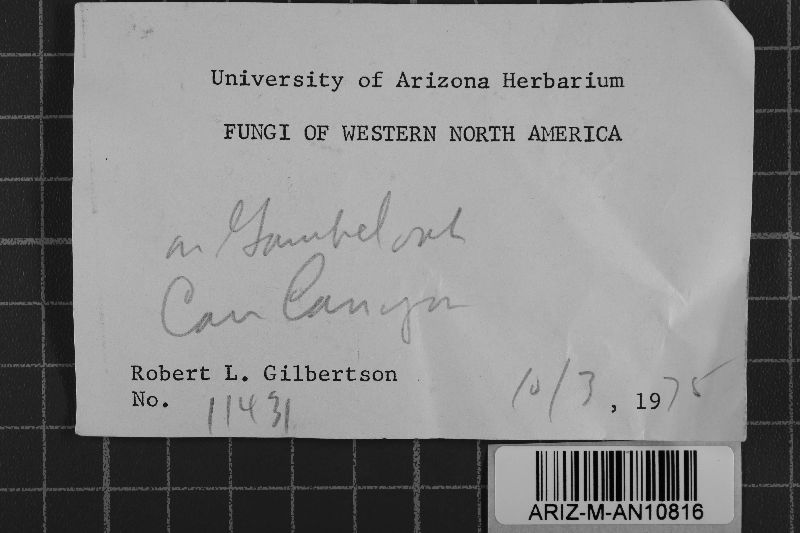 University of Arizona Herbarium
FUNGI OF WESTERN NORTH AMERICA
on Gambel oak
Carr Canyon
Robert L. Gilbertson
No. 11431
10/3, 1975
ARIZ-M-AN10816